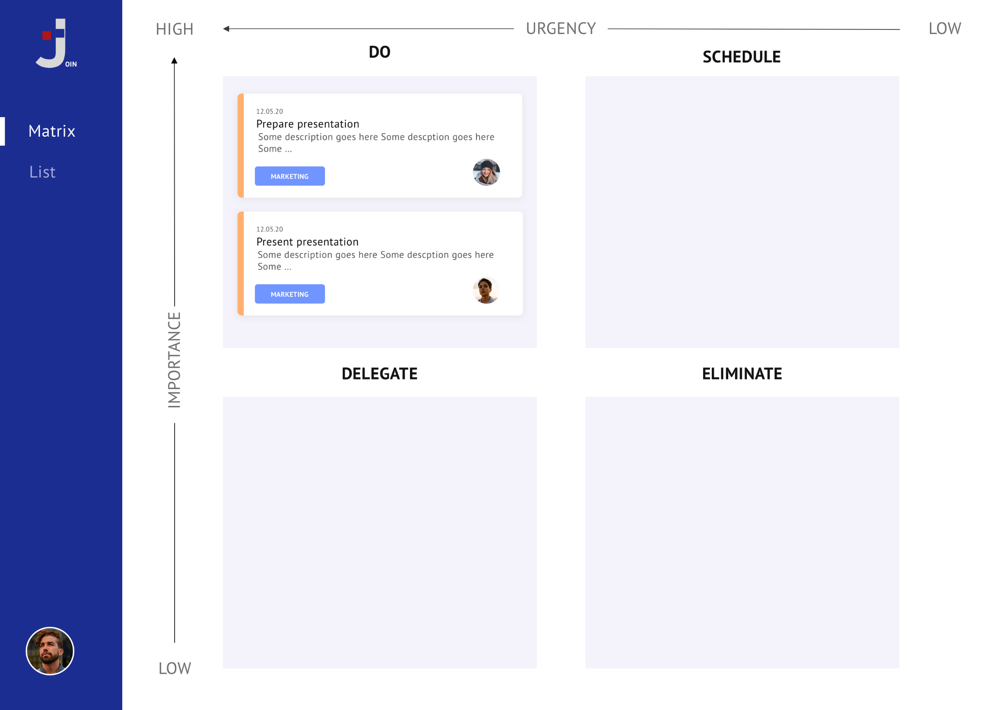 OIN
Matrix
List
HIGH
URGENCY
LOW
DO
SCHEDULE
12.05.20
Prepare presentation
Some description goes here Some descption goes here
Some ...
MARKETING
12.05.20
Present presentation
Some description goes here Some descption goes here
Some ...
MARKETING
IMPORTANCE
DELEGATE
ELIMINATE
LOW